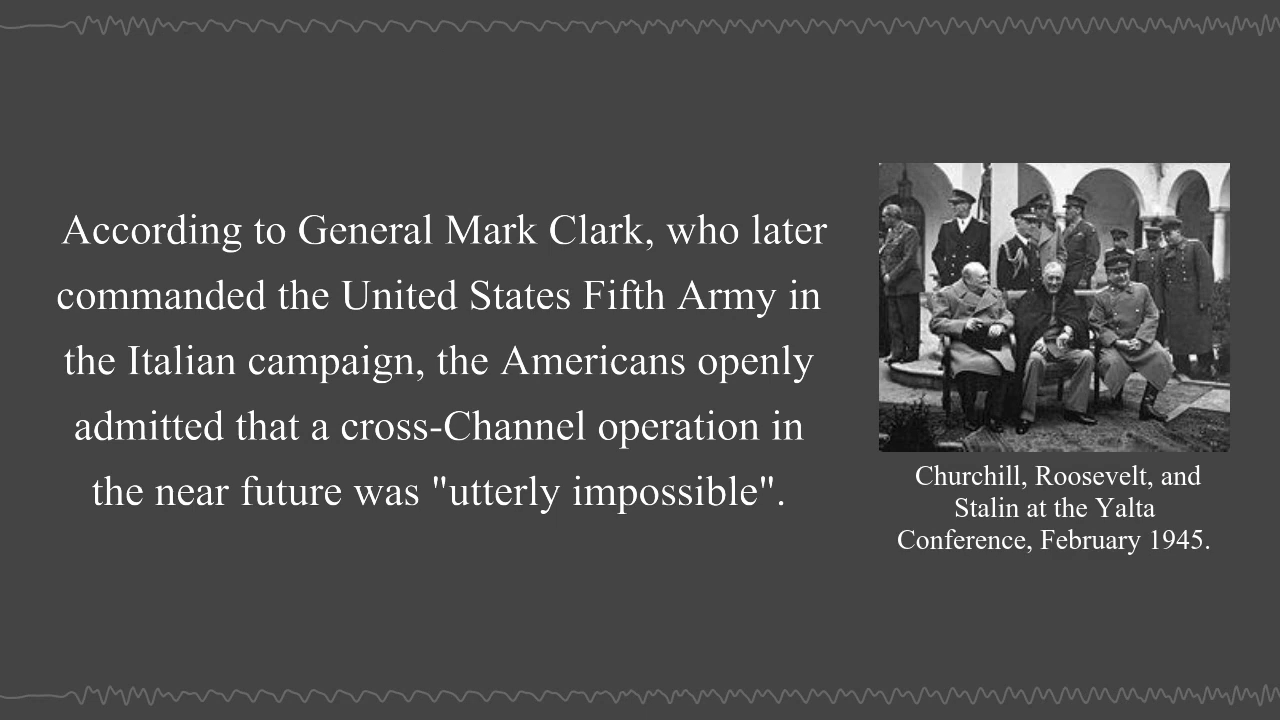 According to General Mark Clark, who later
commanded the United States Fifth Army in
the Italian campaign, the Americans openly
admitted that a cross-Channel operation in
the near future was "utterly impossible".
Churchill, Roosevelt, and
Stalin at the Yalta
Conference, February 1945.